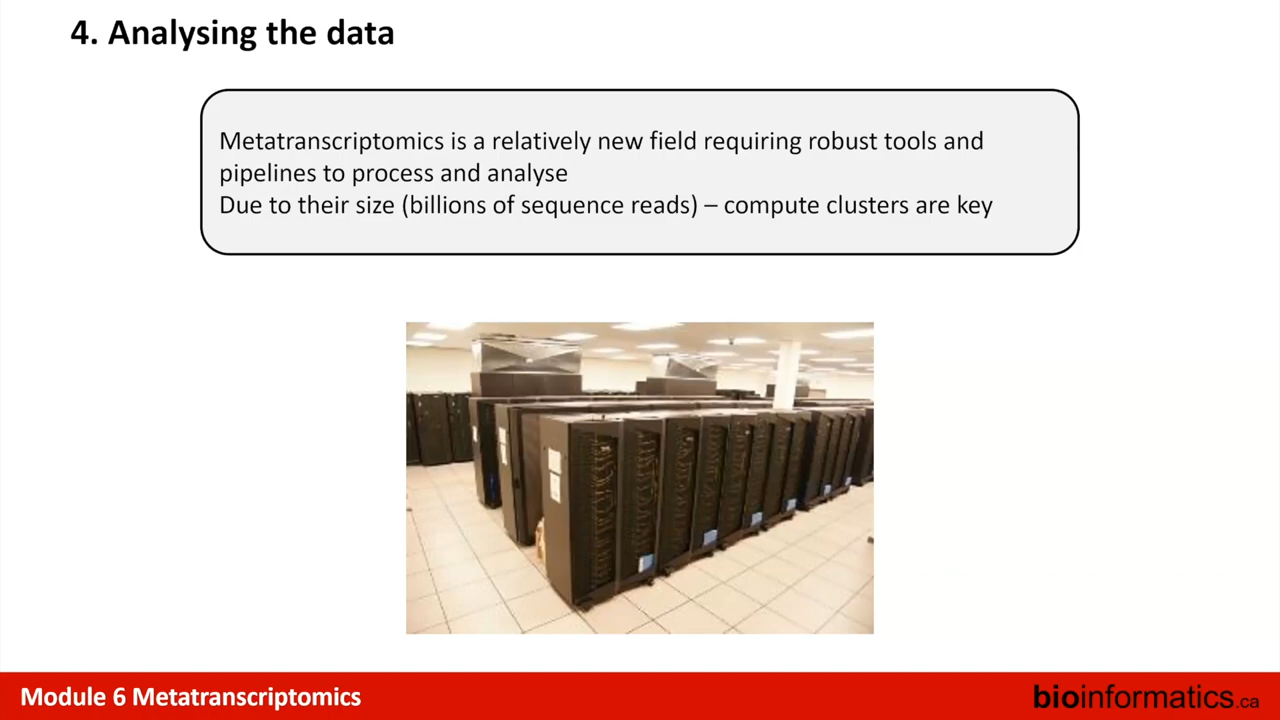 4. Analysing the data
Metatranscriptomics is a relatively new field requiring robust tools and
pipelines to process and analyse
Due to their size (billions of sequence reads) – compute clusters are key
Module 6 Metatranscriptomics
bioinformatics.ca